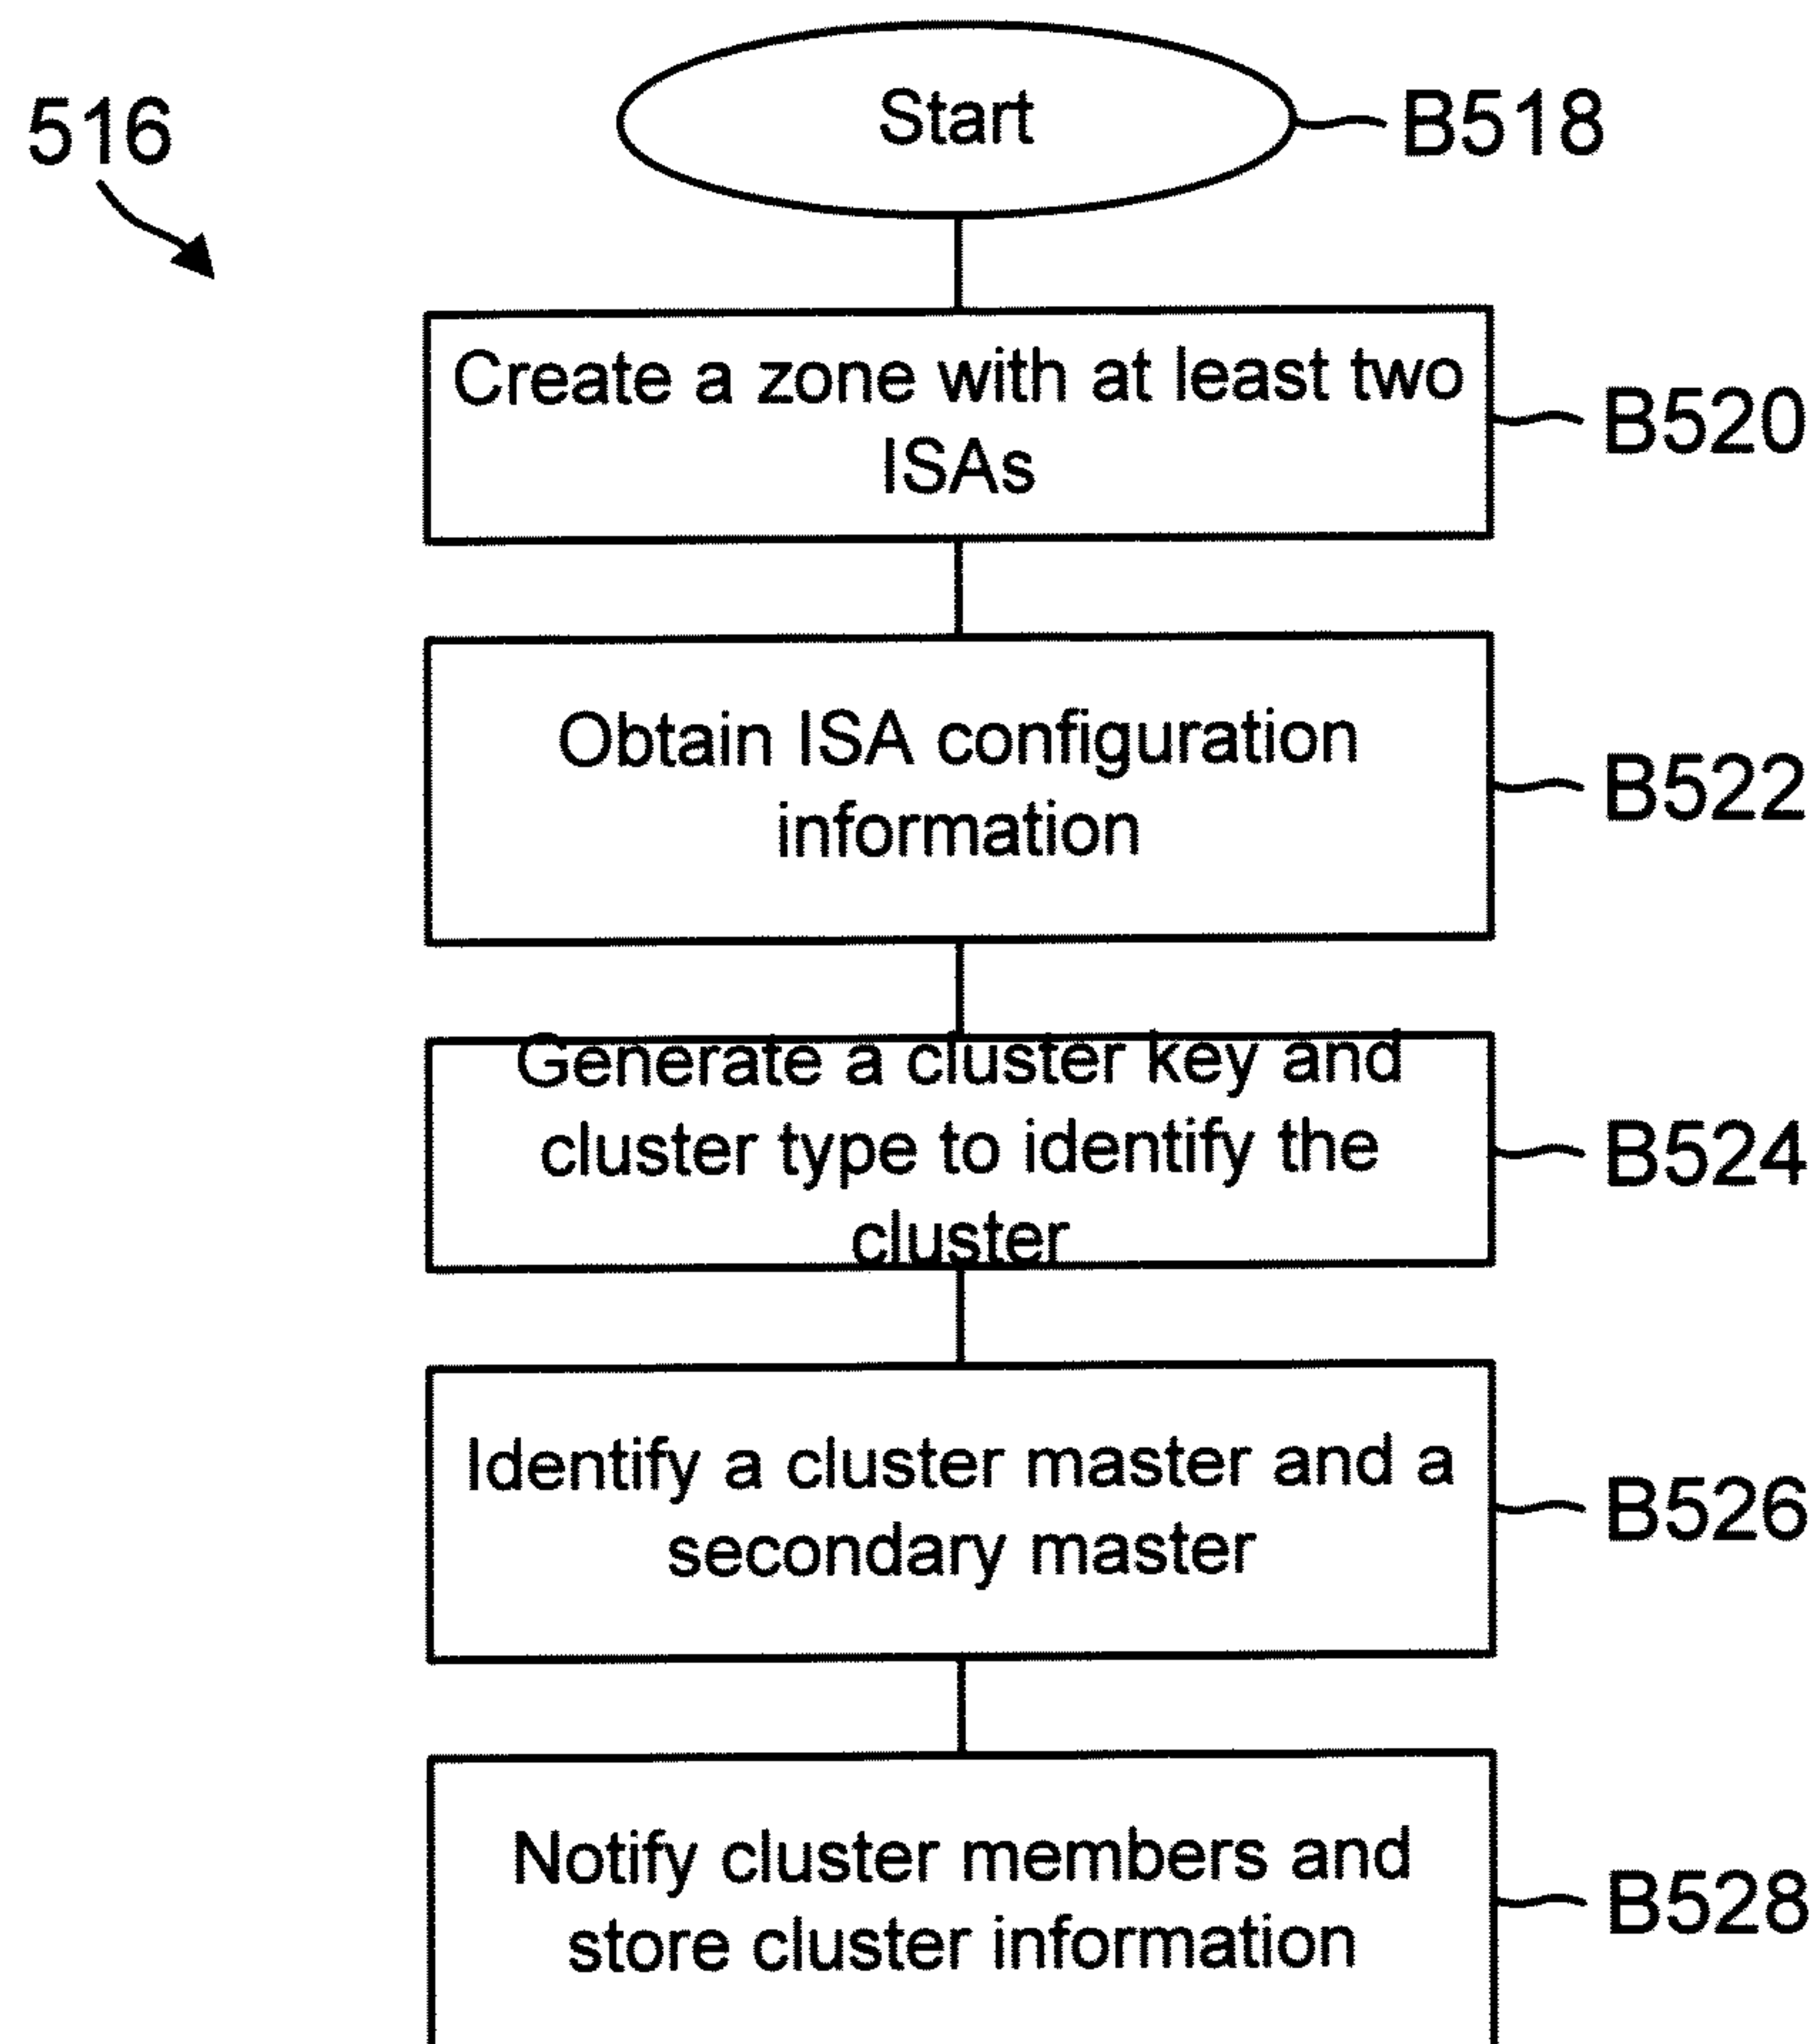 516
Start
B518
Create a zone with at least two
ISAs
B520
Obtain ISA configuration
information
B522
Generate a cluster key and
cluster type to identify the
cluster
B524
Identify a cluster master and a
secondary master
B526
Notify cluster members and
store cluster information
B528